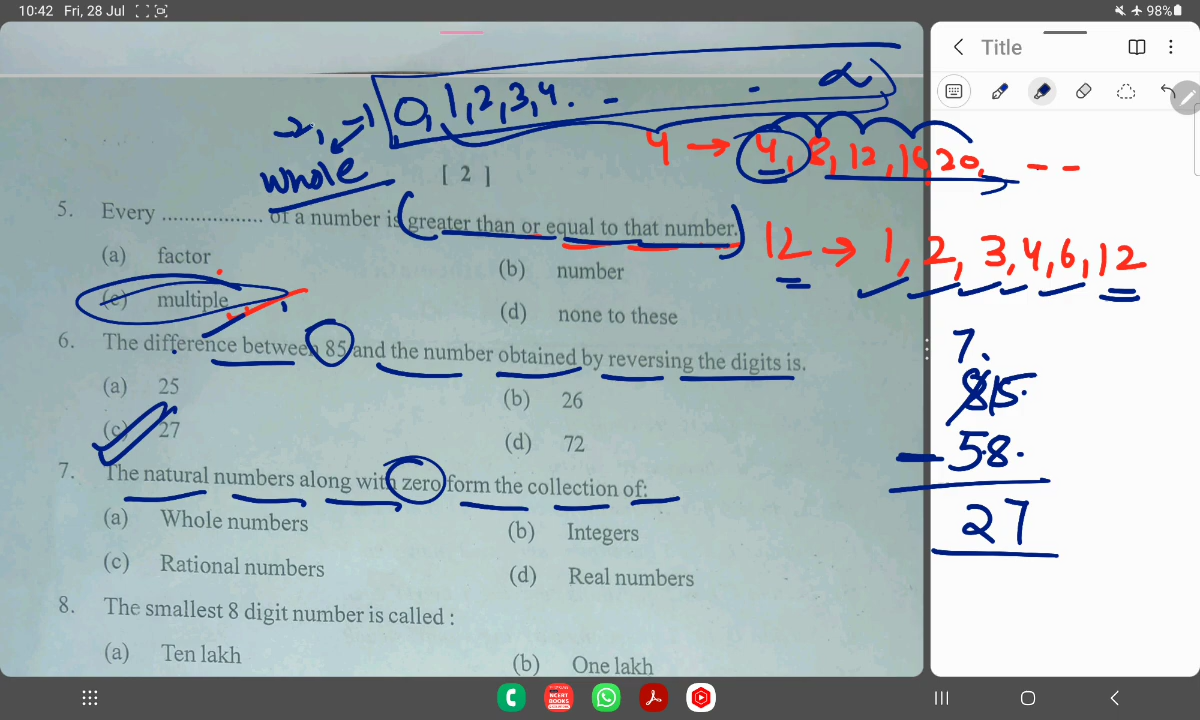 10:42 Fri, 28 Jul
98%
Title
-2, -1 0, 1, 2, 3, 4. - - α
whole
4 → 4, 8, 12, 16, 20, - -
[ 2 ]
5. Every .................. of a number is greater than or equal to that number.
12 → 1, 2, 3, 4, 6, 12
(a) factor
(b) number
(c) multiple
(d) none to these
6. The difference between 85 and the number obtained by reversing the digits is.
(a) 25
(b) 26
(c) 27
(d) 72
7.
815.
- 58.
27
7. The natural numbers along with zero form the collection of:
(a) Whole numbers
(b) Integers
(c) Rational numbers
(d) Real numbers
8. The smallest 8 digit number is called :
(a) Ten lakh
(b) One lakh
NCERT
BOOKS